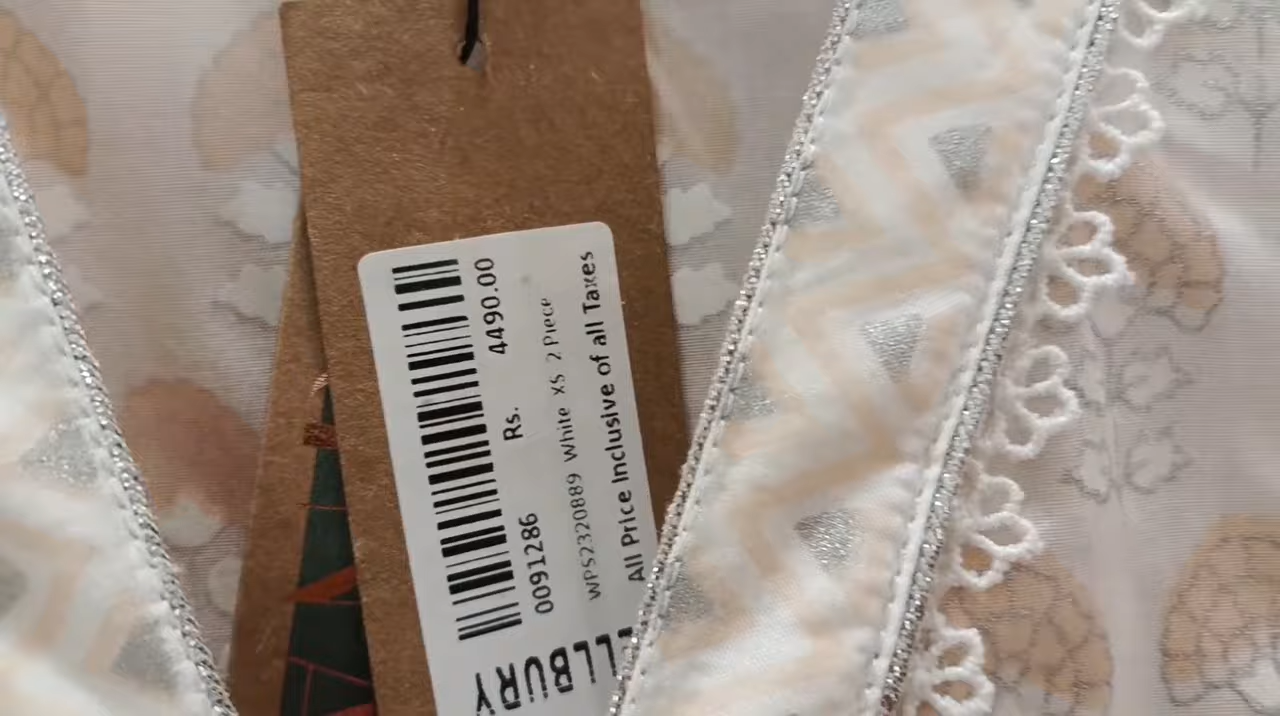 0091286 Rs. 4490.00
WPS2320889 White XS 2 Piece
All Price Inclusive of all Taxes
LLBURY